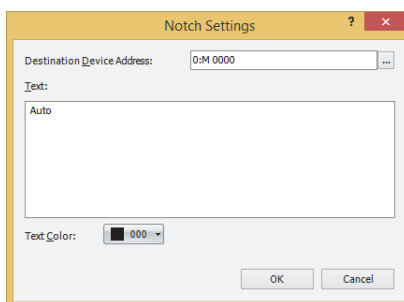 Notch Settings
?
×
Destination Device Address: 0:M 0000 ...
Text:
Auto
Text Color: 000
OK Cancel